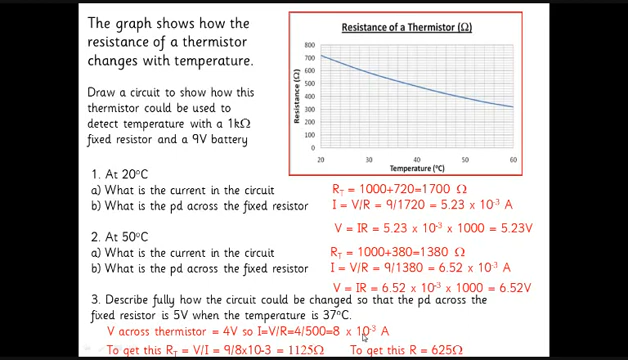 The graph shows how the
resistance of a thermistor
changes with temperature.
Draw a circuit to show how this
thermistor could be used to
detect temperature with a 1kΩ
fixed resistor and a 9V battery
Resistance of a Thermistor (Ω)
Resistance (Ω)
800
700
600
500
400
300
200
100
0
20 30 40 50 60
Temperature (°C)
1. At 20°C
a) What is the current in the circuit
b) What is the pd across the fixed resistor
R_T = 1000+720=1700 Ω
I = V/R = 9/1720 = 5.23 x 10⁻³ A
V = IR = 5.23 x 10⁻³ x 1000 = 5.23V
2. At 50°C
a) What is the current in the circuit
b) What is the pd across the fixed resistor
R_T = 1000+380=1380 Ω
I = V/R = 9/1380 = 6.52 x 10⁻³ A
V = IR = 6.52 x 10⁻³ x 1000 = 6.52V
3. Describe fully how the circuit could be changed so that the pd across the
fixed resistor is 5V when the temperature is 37°C.
V across thermistor = 4V so I=V/R=4/500=8 x 10⁻³ A
To get this R_T = V/I = 9/8x10-3 = 1125Ω To get this R = 625Ω